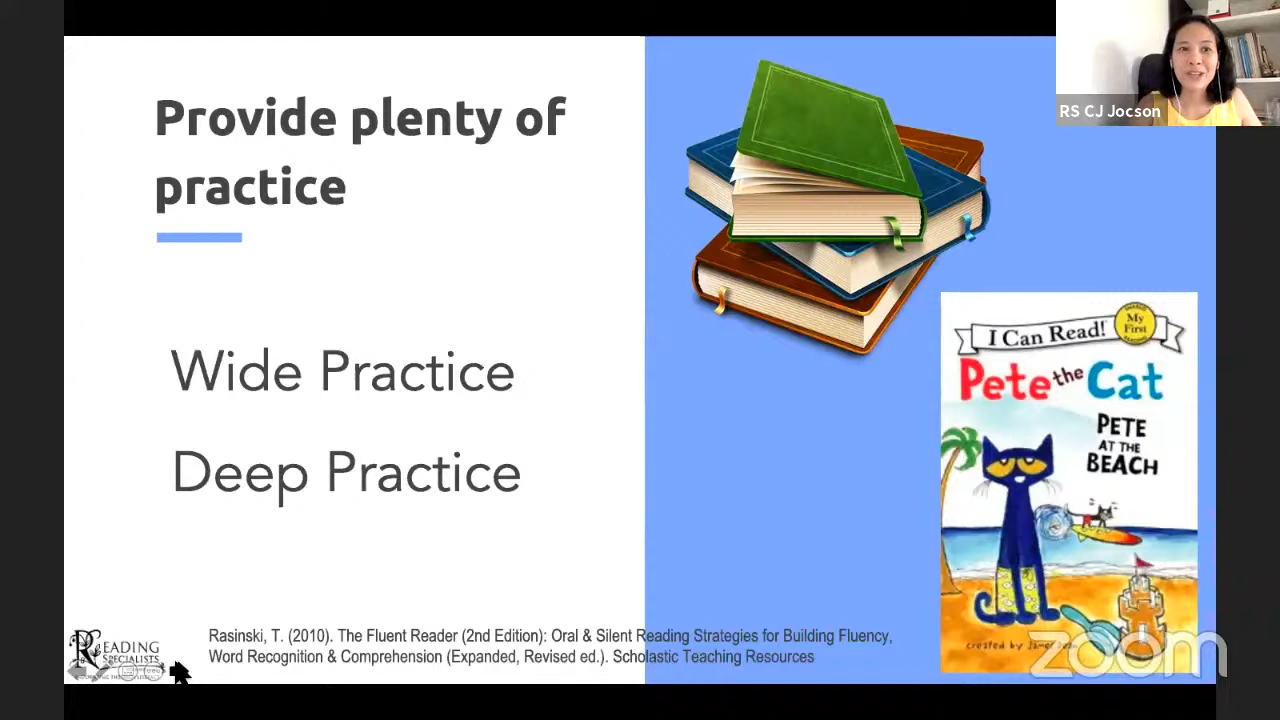 Provide plenty of
practice
Wide Practice
Deep Practice
RS CJ Jocson
I Can Read!
My
First
Pete the Cat
PETE
AT THE
BEACH
created by James Dean
READING
SPECIALISTS
Rasinski, T. (2010). The Fluent Reader (2nd Edition): Oral & Silent Reading Strategies for Building Fluency,
Word Recognition & Comprehension (Expanded, Revised ed.). Scholastic Teaching Resources
zoom